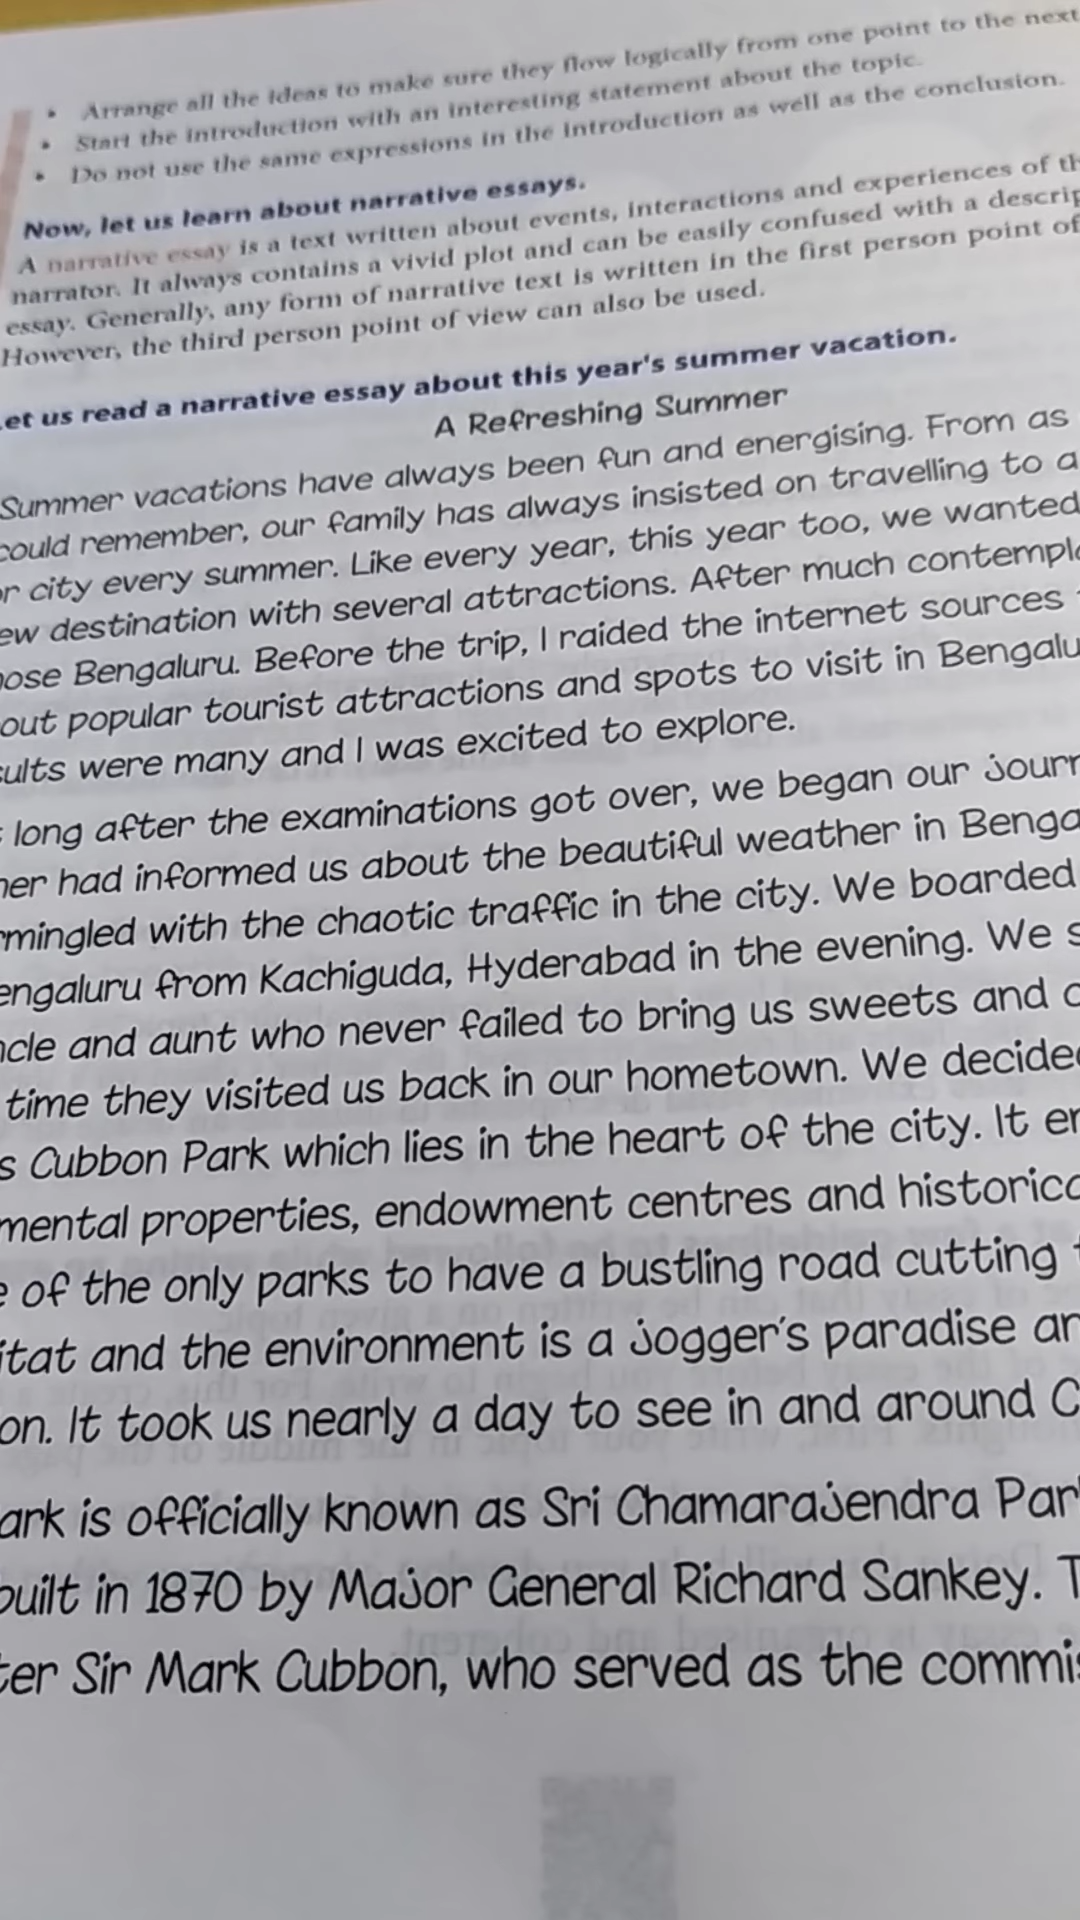 • Arrange all the ideas to make sure they flow logically from one point to the next
• Start the introduction with an interesting statement about the topic.
• Do not use the same expressions in the introduction as well as the conclusion.
Now, let us learn about narrative essays.
A narrative essay is a text written about events, interactions and experiences of th
narrator. It always contains a vivid plot and can be easily confused with a descrip
essay. Generally, any form of narrative text is written in the first person point of
However, the third person point of view can also be used.
Let us read a narrative essay about this year's summer vacation.
A Refreshing Summer
Summer vacations have always been fun and energising. From as
could remember, our family has always insisted on travelling to a
or city every summer. Like every year, this year too, we wanted
ew destination with several attractions. After much contempla
ose Bengaluru. Before the trip, I raided the internet sources
out popular tourist attractions and spots to visit in Bengalu
sults were many and I was excited to explore.
long after the examinations got over, we began our journ
her had informed us about the beautiful weather in Benga
rmingled with the chaotic traffic in the city. We boarded
engaluru from Kachiguda, Hyderabad in the evening. We s
ncle and aunt who never failed to bring us sweets and c
time they visited us back in our hometown. We decided
s Cubbon Park which lies in the heart of the city. It en
mental properties, endowment centres and historica
e of the only parks to have a bustling road cutting t
itat and the environment is a jogger's paradise an
on. It took us nearly a day to see in and around C
ark is officially known as Sri Chamarajendra Park
built in 1870 by Major General Richard Sankey. T
ter Sir Mark Cubbon, who served as the commis